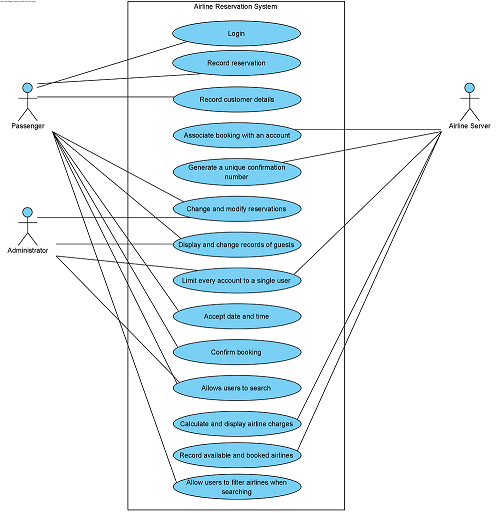 Airline Reservation System
Login
Record reservation
Record customer details
Passenger
Associate booking with an account
Airline Server
Generate a unique confirmation
number
Change and modify reservations
Administrator
Display and change records of guests
Limit every account to a single user
Accept date and time
Confirm booking
Allows users to search
Calculate and display airline charges
Record available and booked airlines
Allow users to filter airlines when
searching